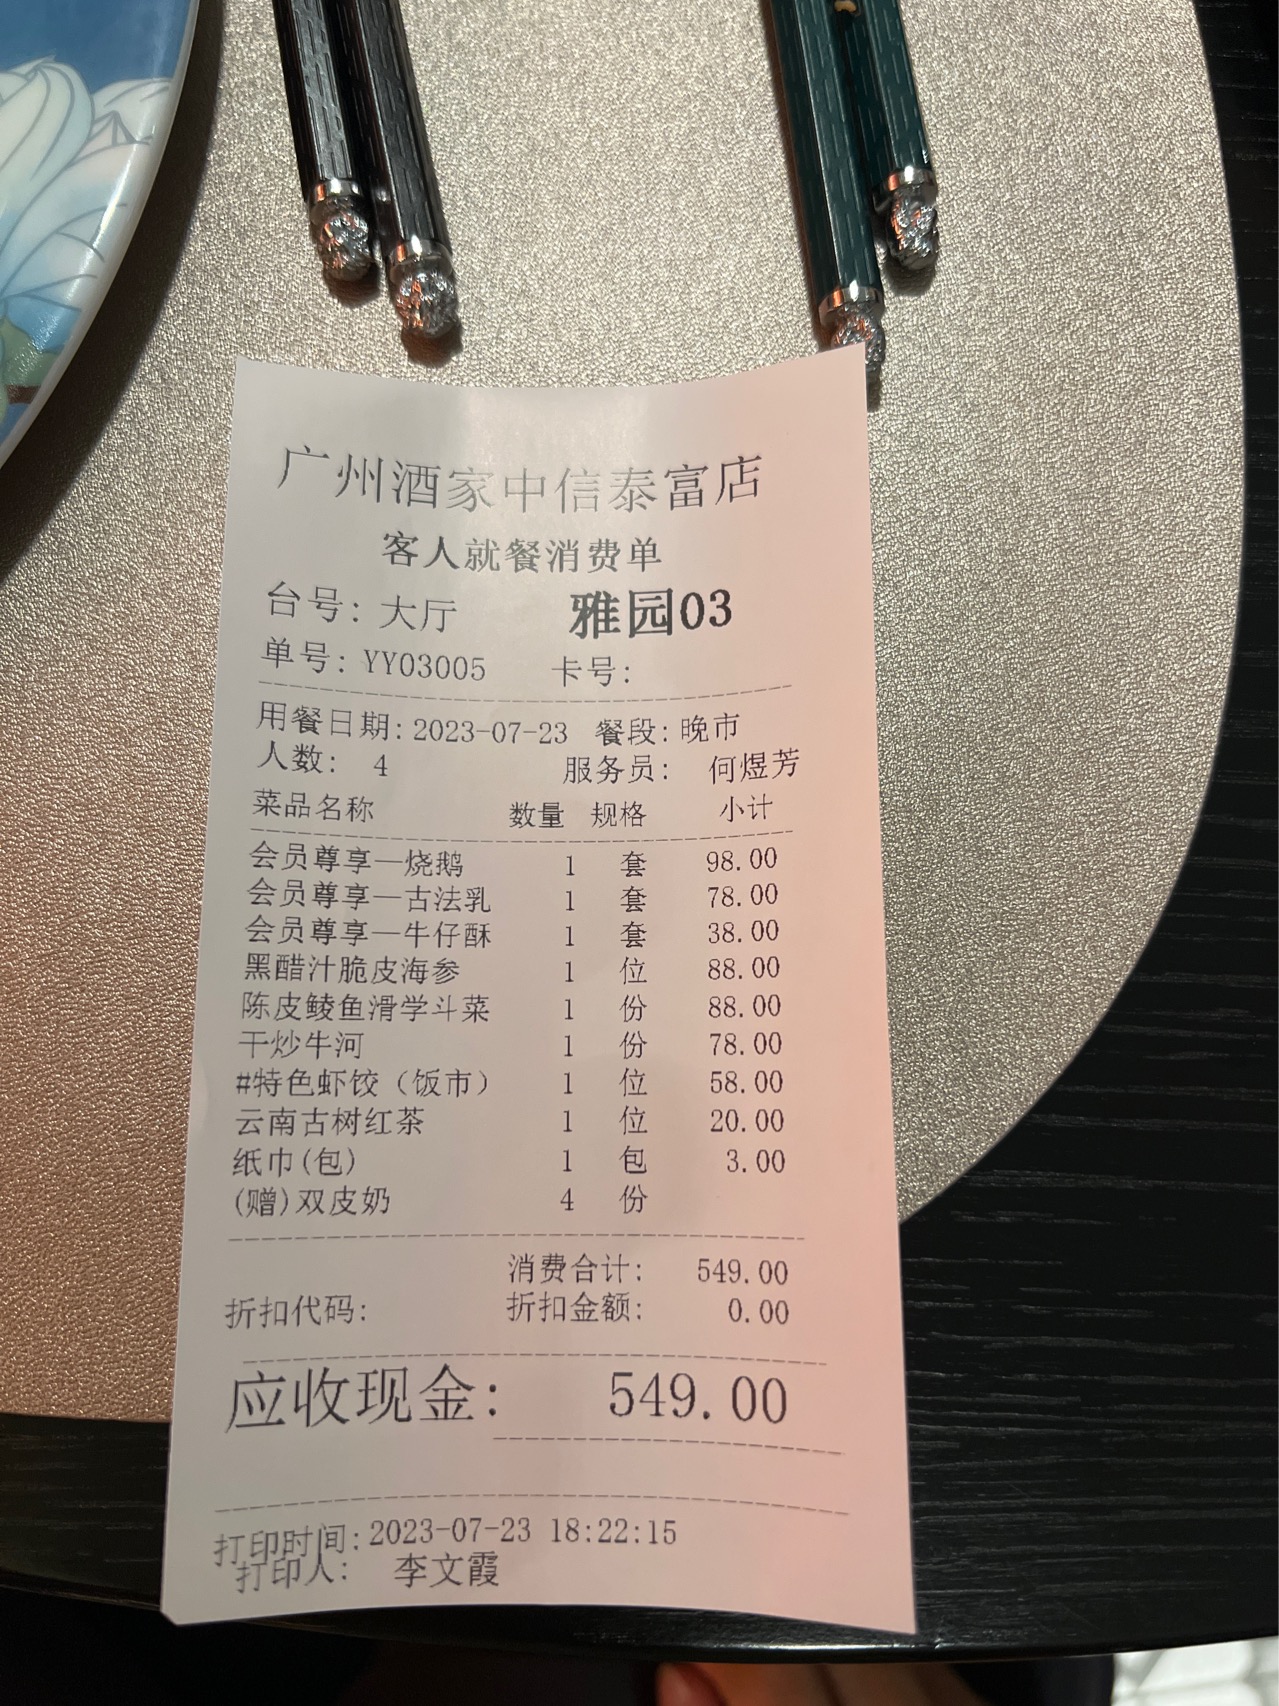 广州酒家中信泰富店
客人就餐消费单
台号: 大厅 雅园03
单号: YY03005 卡号:
用餐日期: 2023-07-23 餐段: 晚市
人数: 4 服务员: 何煜芳
菜品名称 数量 规格 小计
会员尊享—烧鹅 1 套 98.00
会员尊享—古法乳 1 套 78.00
会员尊享—牛仔酥 1 套 38.00
黑醋汁脆皮海参 1 位 88.00
陈皮鲮鱼滑学斗菜 1 份 88.00
干炒牛河 1 份 78.00
#特色虾饺（饭市） 1 位 58.00
云南古树红茶 1 位 20.00
纸巾(包) 1 包 3.00
(赠)双皮奶 4 份
消费合计: 549.00
折扣代码: 折扣金额: 0.00
应收现金: 549.00
打印时间: 2023-07-23 18:22:15
打印人: 李文霞